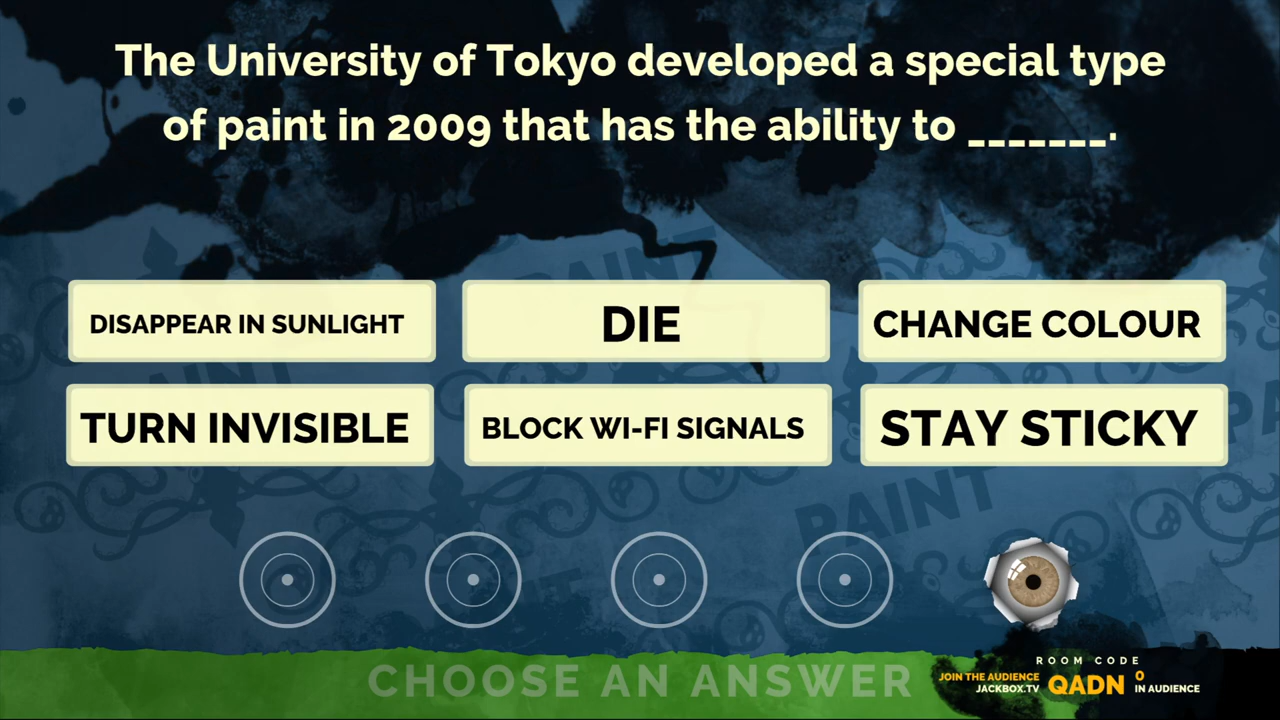 The University of Tokyo developed a special type
of paint in 2009 that has the ability to _______.
DISAPPEAR IN SUNLIGHT
DIE
CHANGE COLOUR
TURN INVISIBLE
BLOCK WI-FI SIGNALS
STAY STICKY
PAINT
PAINT
CHOOSE AN ANSWER
ROOM CODE
JOIN THE AUDIENCE
JACKBOX.TV
QADN
0
IN AUDIENCE